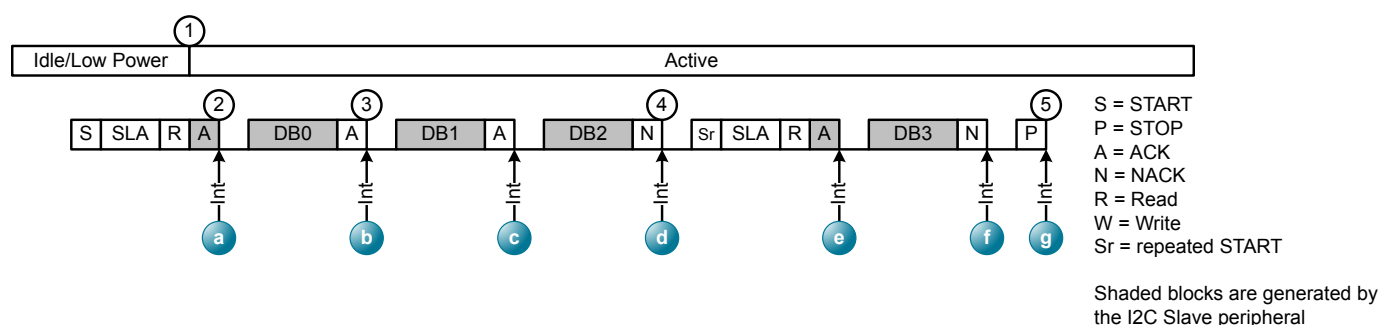 1
Idle/Low Power Active
2 3 4 5
S SLA R A DB0 A DB1 A DB2 N Sr SLA R A DB3 N P
Int Int Int Int Int Int Int
a b c d e f g
S = START
P = STOP
A = ACK
N = NACK
R = Read
W = Write
Sr = repeated START
Shaded blocks are generated by
the I2C Slave peripheral